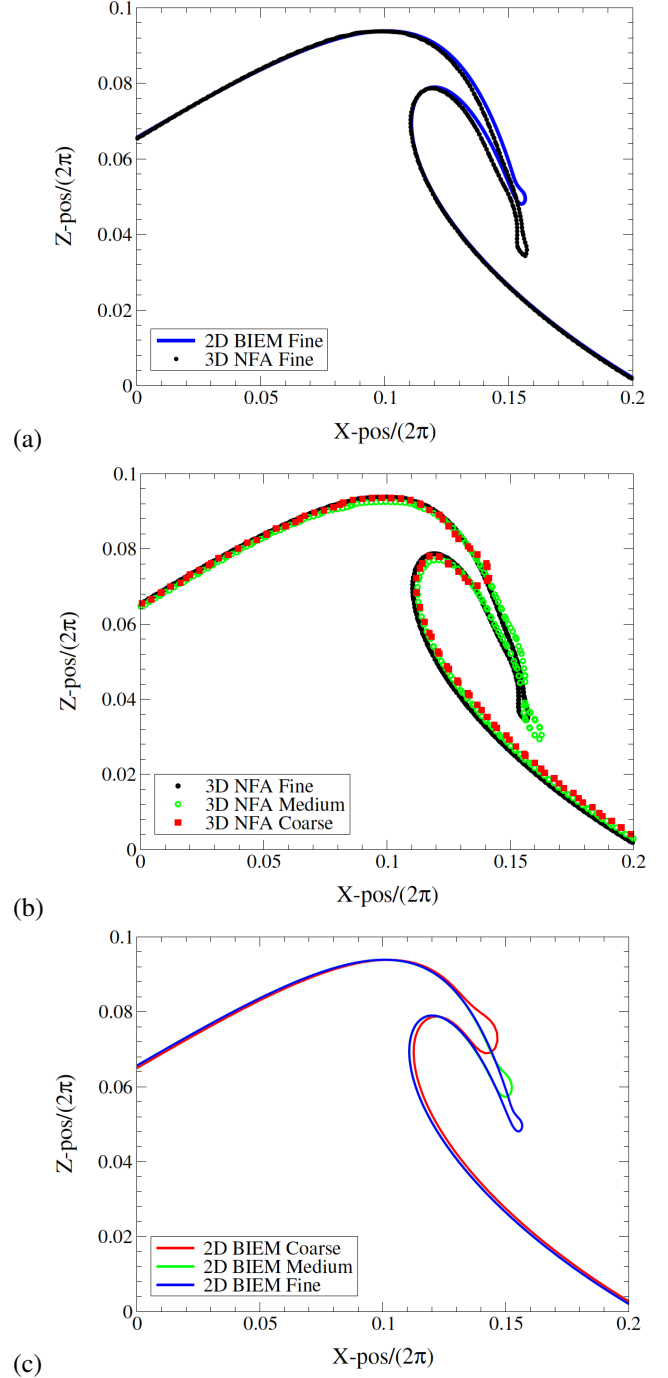 0.1
0.08
0.06
0.04
0.02
0
Z-pos/(2π)
2D BIEM Fine
3D NFA Fine
0 0.05 0.1 0.15 0.2
X-pos/(2π)
(a)
0.1
0.08
0.06
0.04
0.02
0
Z-pos/(2π)
3D NFA Fine
3D NFA Medium
3D NFA Coarse
0 0.05 0.1 0.15 0.2
X-pos/(2π)
(b)
0.1
0.08
0.06
0.04
0.02
0
Z-pos/(2π)
2D BIEM Coarse
2D BIEM Medium
2D BIEM Fine
0 0.05 0.1 0.15 0.2
X-pos/(2π)
(c)